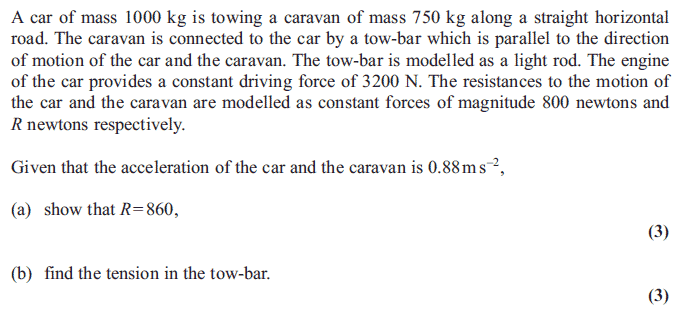 A car of mass 1000 kg is towing a caravan of mass 750 kg along a straight horizontal
road. The caravan is connected to the car by a tow-bar which is parallel to the direction
of motion of the car and the caravan. The tow-bar is modelled as a light rod. The engine
of the car provides a constant driving force of 3200 N. The resistances to the motion of
the car and the caravan are modelled as constant forces of magnitude 800 newtons and
R newtons respectively.
Given that the acceleration of the car and the caravan is 0.88 m s⁻²,
(a) show that R=860,
(3)
(b) find the tension in the tow-bar.
(3)